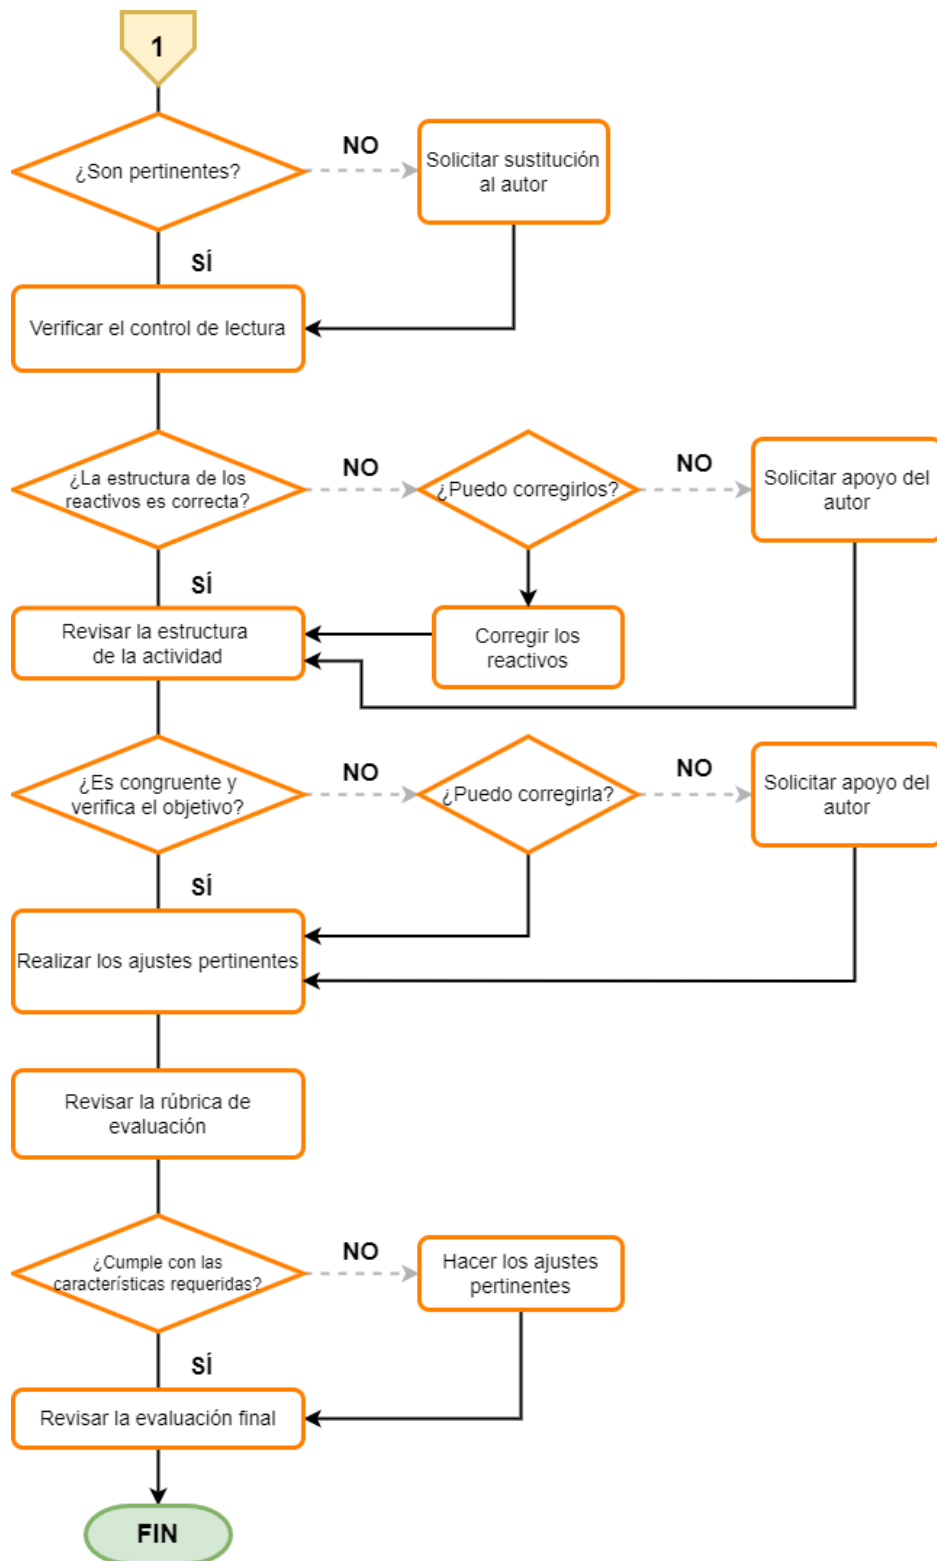 1
¿Son pertinentes?
NO
Solicitar sustitución
al autor
SÍ
Verificar el control de lectura
¿La estructura de los
reactivos es correcta?
NO
¿Puedo corregirlos?
NO
Solicitar apoyo del
autor
SÍ
Revisar la estructura
de la actividad
Corregir los
reactivos
¿Es congruente y
verifica el objetivo?
NO
¿Puedo corregirla?
NO
Solicitar apoyo del
autor
SÍ
Realizar los ajustes pertinentes
Revisar la rúbrica de
evaluación
¿Cumple con las
características requeridas?
NO
Hacer los ajustes
pertinentes
SÍ
Revisar la evaluación final
FIN